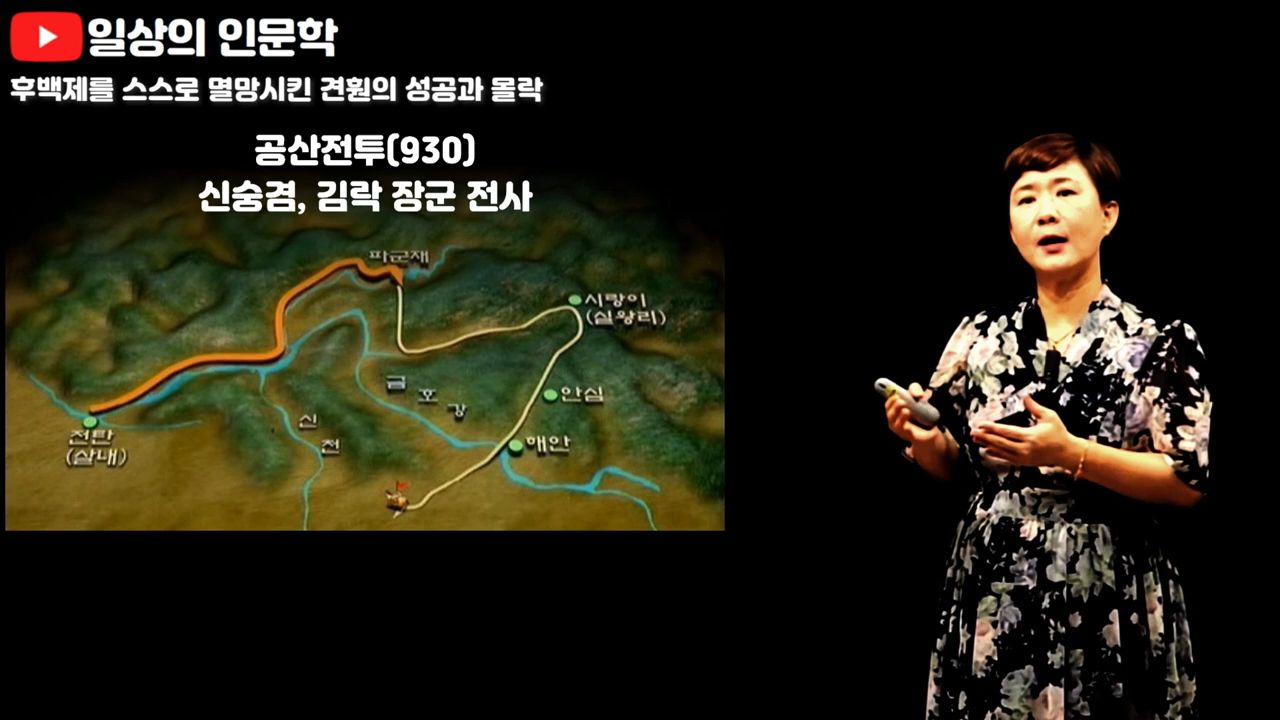 일상의 인문학
후백제를 스스로 멸망시킨 견훤의 성공과 몰락
공산전투(930)
신숭겸, 김락 장군 전사
파군재
시랑이
(실왕리)
안심
금호강
신천
해안
전탄
(살내)